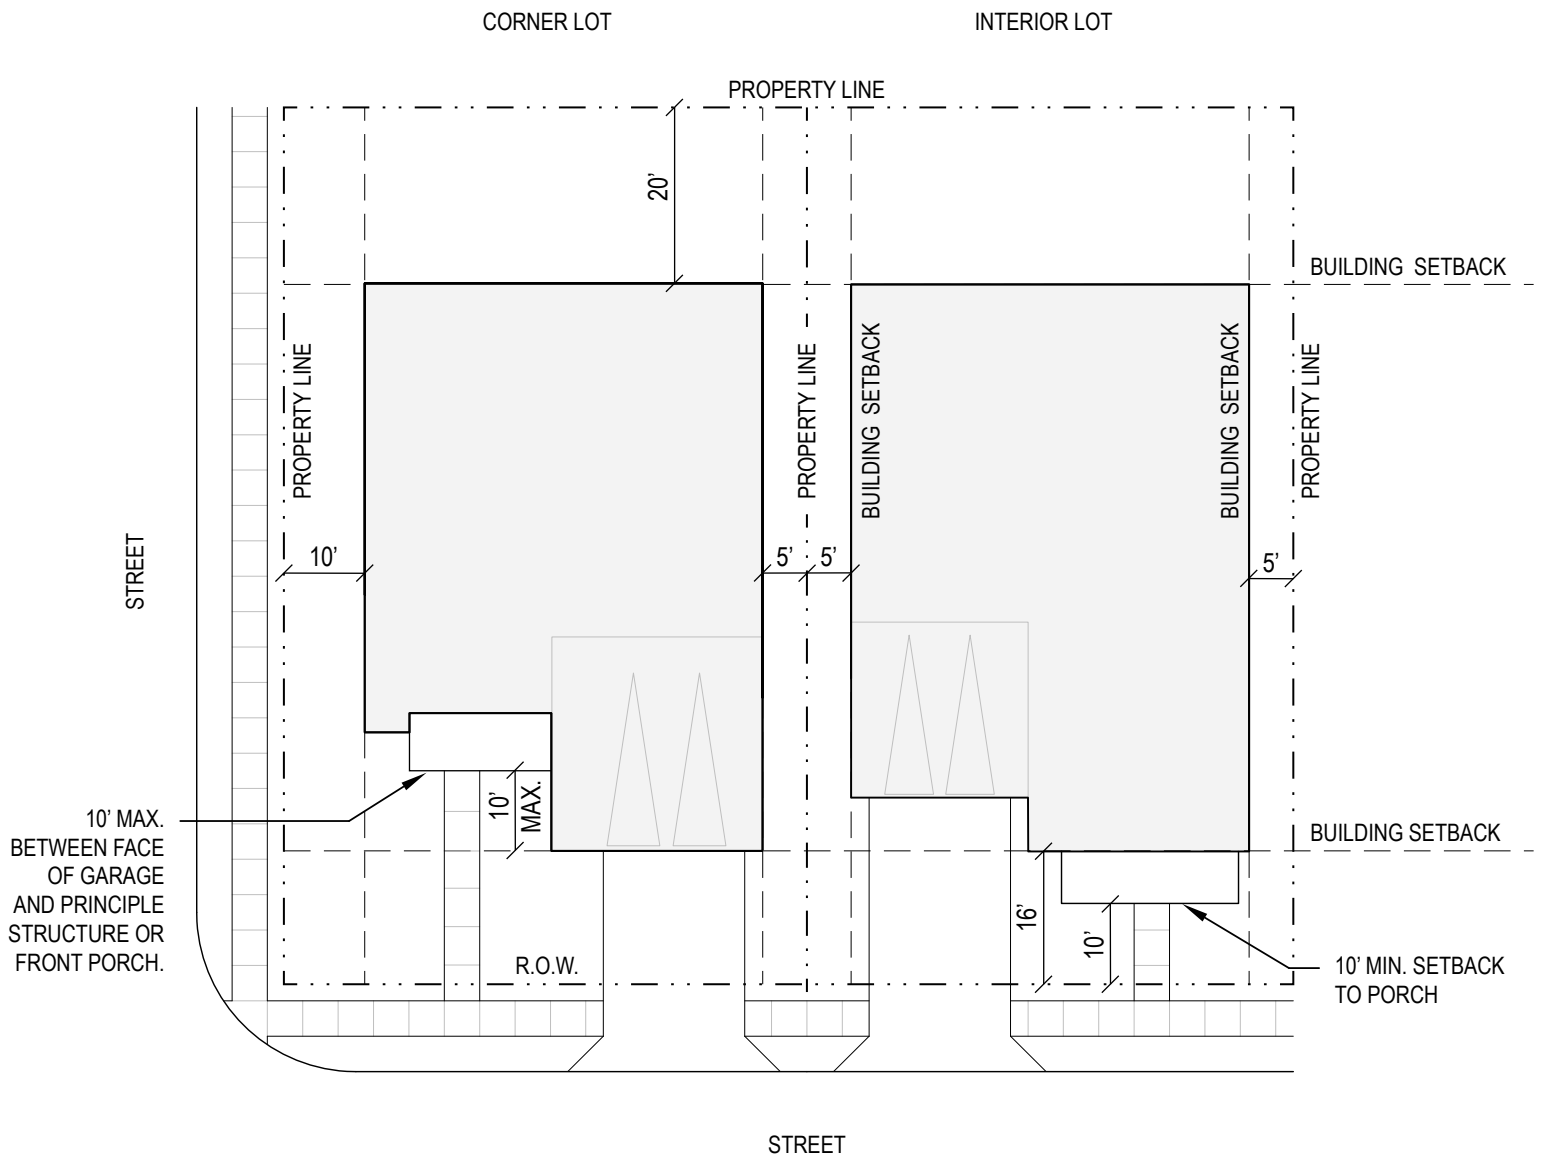 CORNER LOT
INTERIOR LOT
PROPERTY LINE
20’
BUILDING SETBACK
PROPERTY LINE
PROPERTY LINE
BUILDING SETBACK
BUILDING SETBACK
PROPERTY LINE
STREET
10’
5’
5’
5’
10’
MAX.
10’ MAX.
BETWEEN FACE
OF GARAGE
AND PRINCIPLE
STRUCTURE OR
FRONT PORCH.
BUILDING SETBACK
16’
10’
R.O.W.
10’ MIN. SETBACK
TO PORCH
STREET